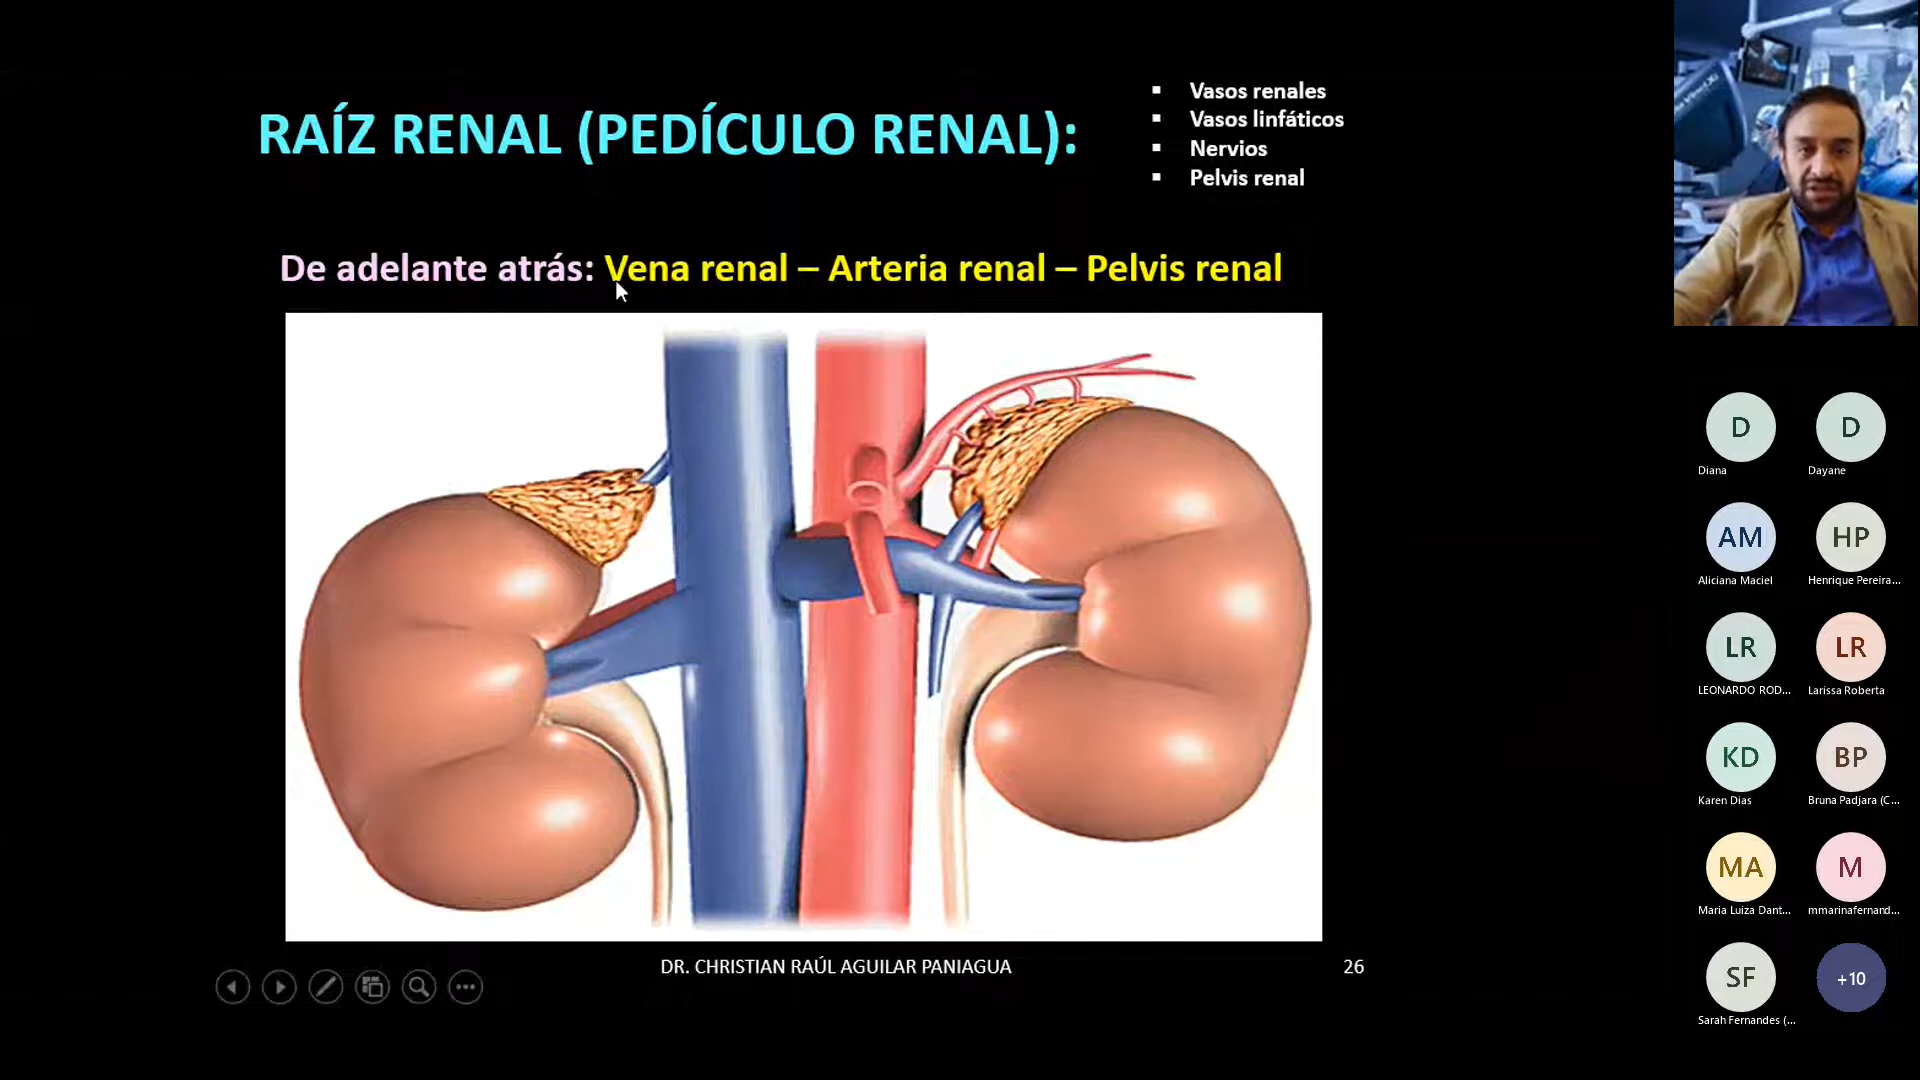 RAÍZ RENAL (PEDÍCULO RENAL):
▪ Vasos renales
▪ Vasos linfáticos
▪ Nervios
▪ Pelvis renal
De adelante atrás: Vena renal – Arteria renal – Pelvis renal
DR. CHRISTIAN RAÚL AGUILAR PANIAGUA
26
D
Diana
D
Dayane
AM
Aliciana Maciel
HP
Henrique Pereira...
LR
LEONARDO ROD...
LR
Larissa Roberta
KD
Karen Dias
BP
Bruna Padjara (C...
MA
Maria Luiza Dant...
M
mmarinafernand...
SF
Sarah Fernandes (...
+10